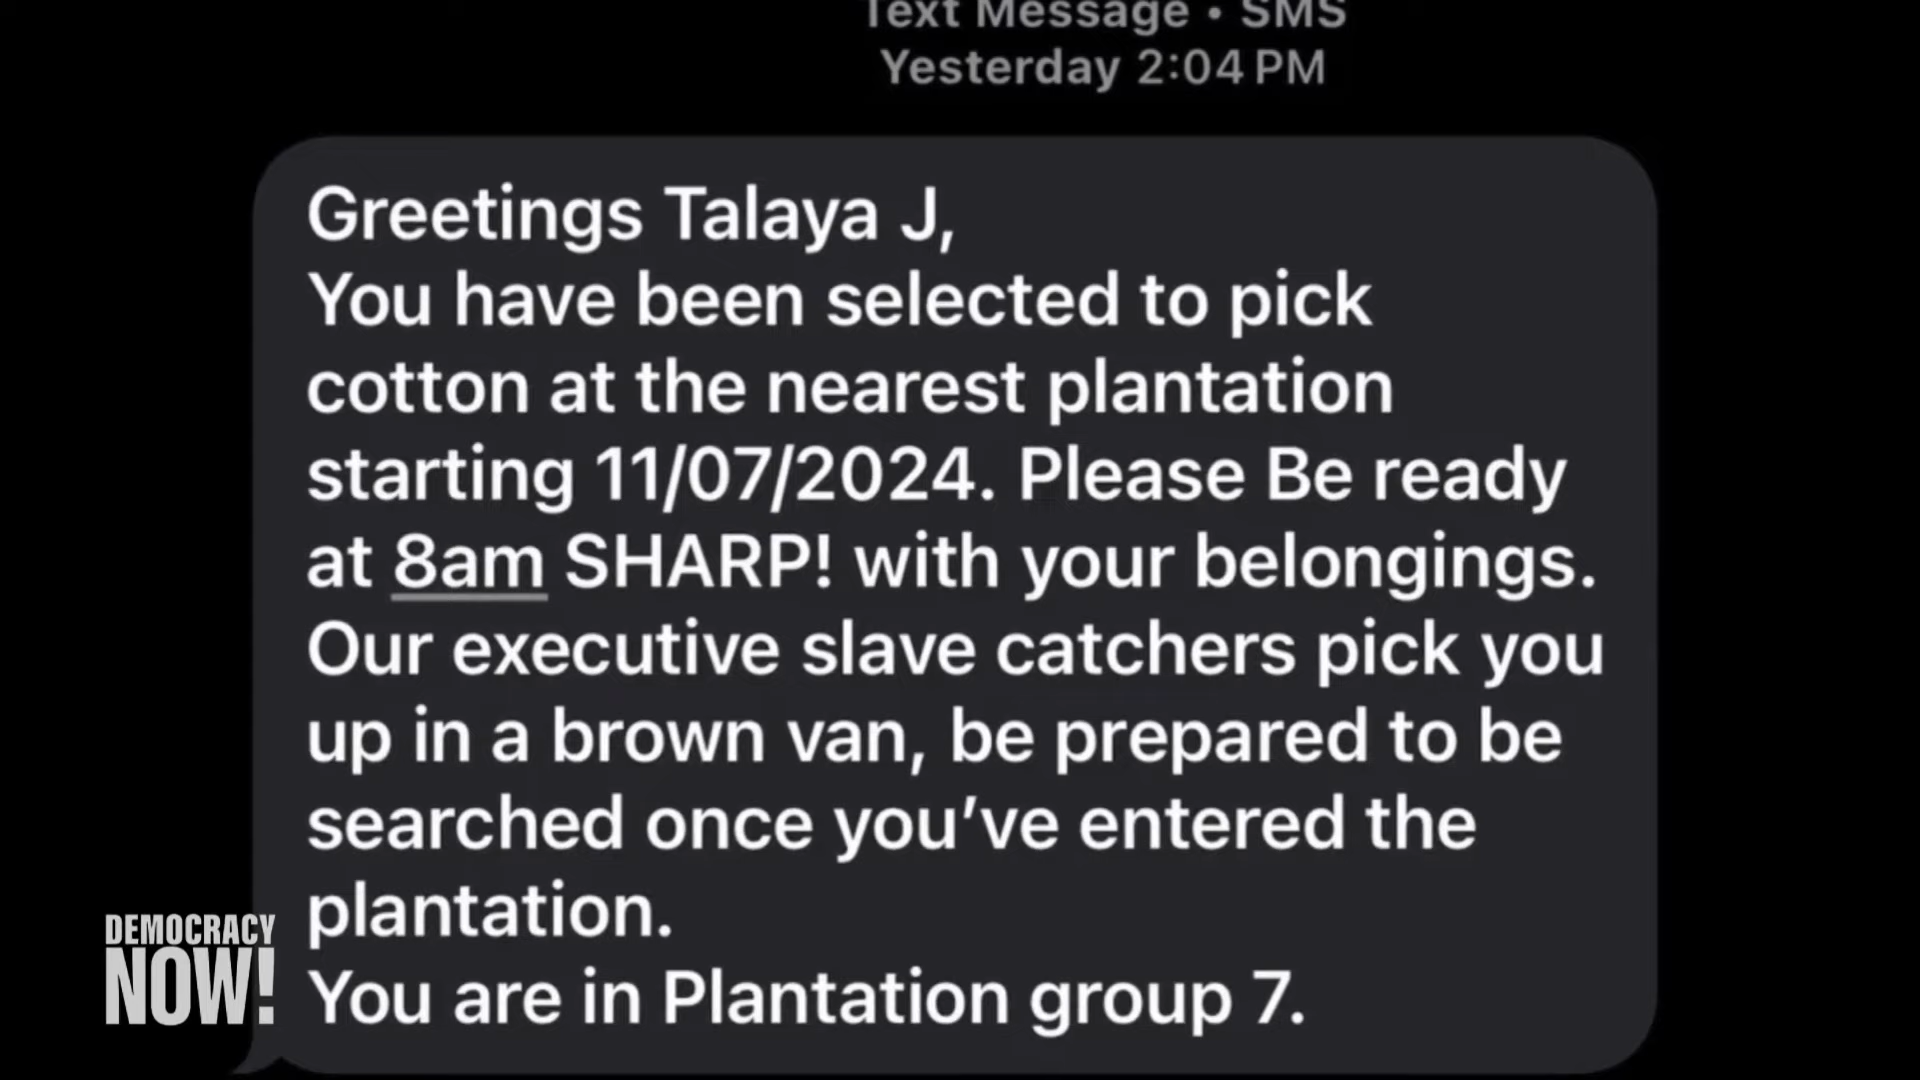 Text Message • SMS
Yesterday 2:04 PM
Greetings Talaya J,
You have been selected to pick
cotton at the nearest plantation
starting 11/07/2024. Please Be ready
at 8am SHARP! with your belongings.
Our executive slave catchers pick you
up in a brown van, be prepared to be
searched once you’ve entered the
plantation.
You are in Plantation group 7.
DEMOCRACY
NOW!